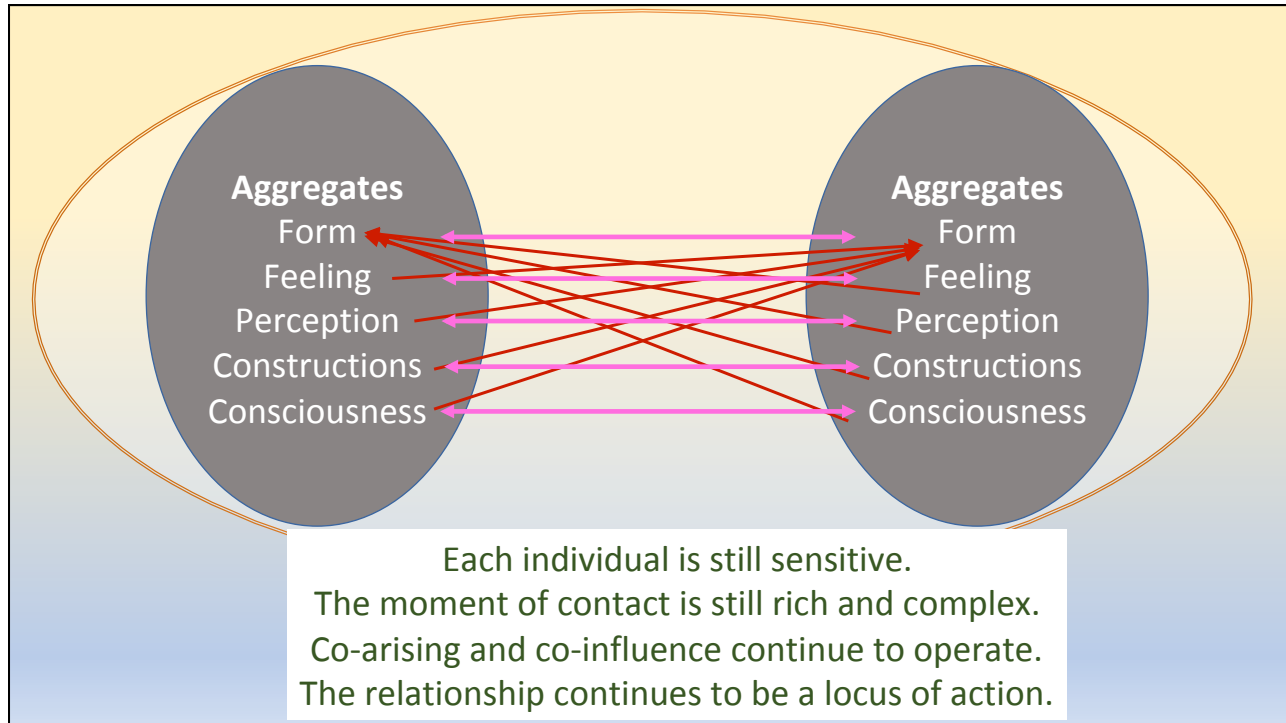 Aggregates
Form
Feeling
Perception
Constructions
Consciousness
Aggregates
Form
Feeling
Perception
Constructions
Consciousness
Each individual is still sensitive.
The moment of contact is still rich and complex.
Co-arising and co-influence continue to operate.
The relationship continues to be a locus of action.